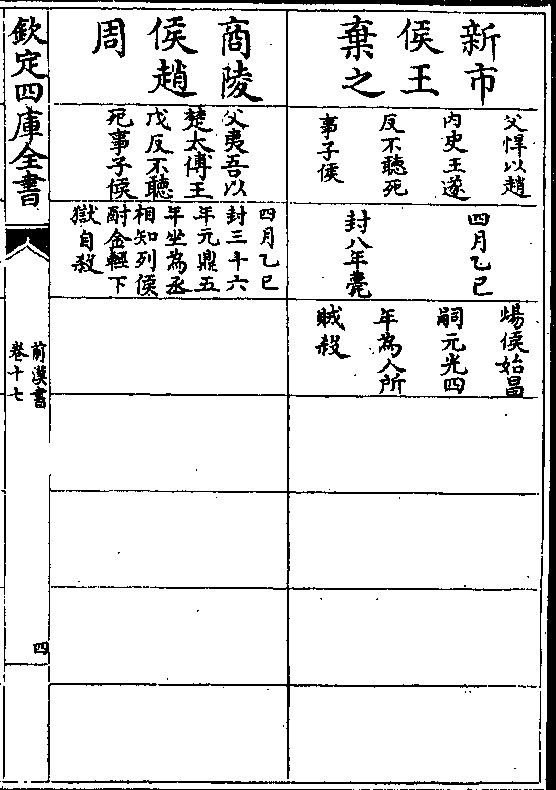 新市
侯王
棄之
父悍以趙
内史王遂
反不聽死
事子侯
四月乙巳
封八年薨
煬侯始昌
嗣元光四
年為人所
賊殺
商陵
侯趙
周
父夷吾以
楚太傅王
戊反不聽
死事子侯
四月乙巳
封三十六
年元鼎五
年坐為丞
相知列侯
酎金輕下
獄自殺
欽定四庫全書
前漢書
卷十七
四